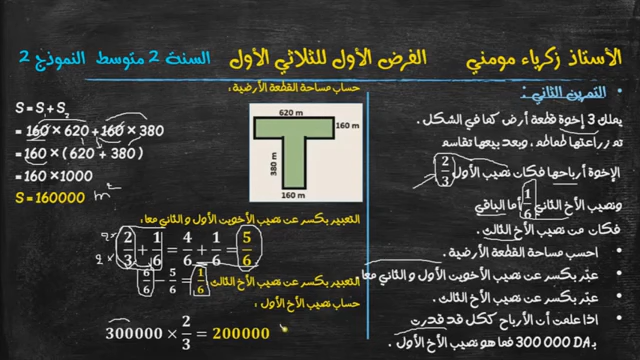 الأستاذ زكرياء مومني
الفرض الأول للثلاثي الأول
السنة 2 متوسط النموذج 2
التمرين الثاني :
يملك 3 إخوة قطعة أرض كما في الشكل .
تم زراعتها طماطم، وبعد بيعها تقاسم
الإخوة أرباحها فكان نصيب الأول 2/3
ونصيب الأخ الثاني 1/6 أما الباقي
فكان من نصيب الأخ الثالث .
احسب مساحة القطعة الأرضية .
عبّر بكسر عن نصيب الأخوين الأول والثاني معا
عبّر بكسر عن نصيب الأخ الثالث .
اذا علمت أن الأرباح ككل قد قدرت
بـ 300 000 DA فما هو نصيب الأخ الأول .
حساب مساحة القطعة الأرضية :
620 m
160 m
380 m
160 m
S = S₁ + S₂
= 160 × 620 + 160 × 380
= 160 × ( 620 + 380 )
= 160 × 1000
S = 160000 m²
التعبير بكسر عن نصيب الأخوين الأول والثاني معا :
2× 2/3 + 1/6 = 4/6 + 1/6 = 5/6
2×
التعبير بكسر عن نصيب الأخ الثالث
6/6 − 5/6 = 1/6
حساب نصيب الأخ الأول :
300000 × 2/3 = 200000